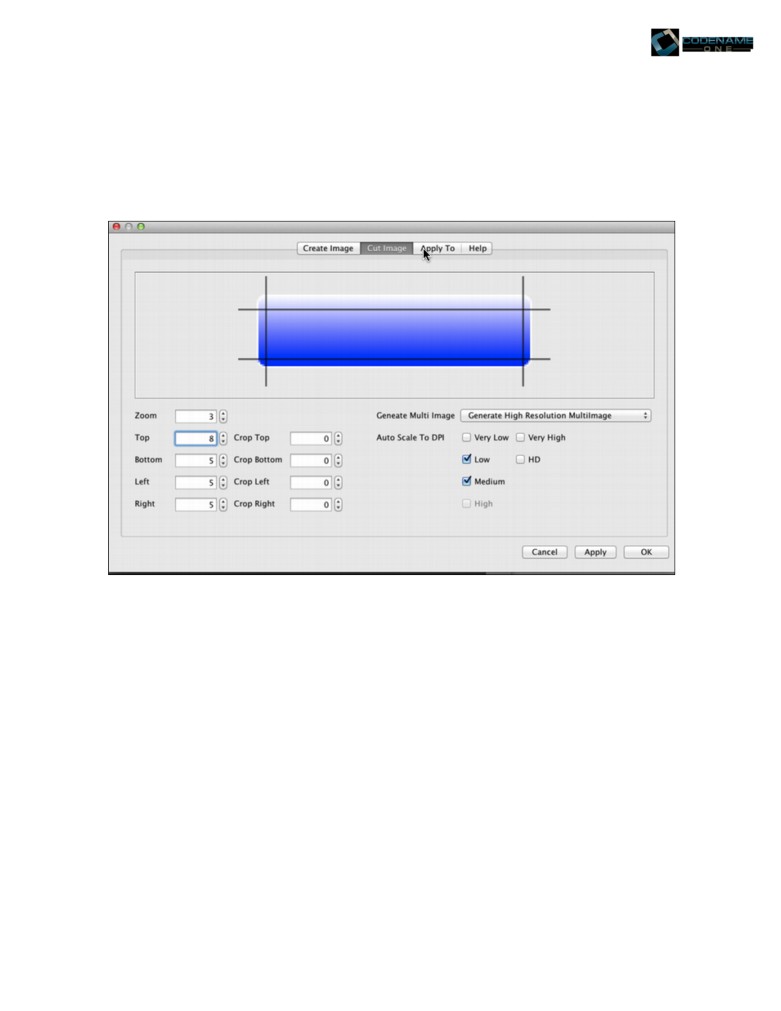 CODENAME
ONE
Create Image Cut Image Apply To Help
Zoom 3 Geneate Multi Image Generate High Resolution MultiImage
Top 8 Crop Top 0 Auto Scale To DPI Very Low Very High
Bottom 5 Crop Bottom 0 Low HD
Left 5 Crop Left 0 Medium
Right 5 Crop Right 0 High
Cancel Apply OK